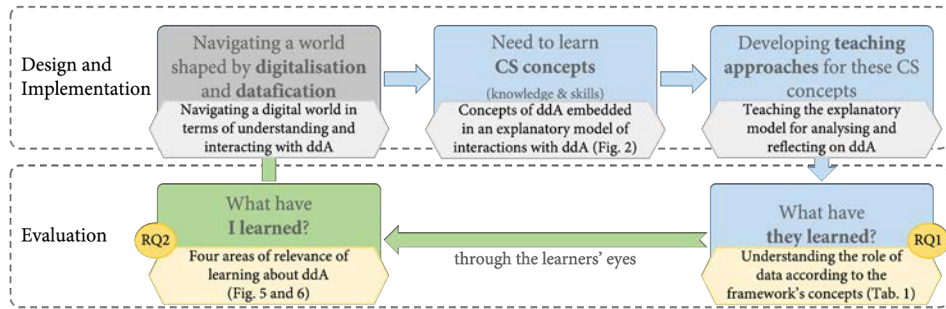 Design and
Implementation
Navigating a world
shaped by digitalisation
and datafication
Navigating a digital world in
terms of understanding and
interacting with ddA
Need to learn
CS concepts
(knowledge & skills)
Concepts of ddA embedded
in an explanatory model of
interactions with ddA (Fig. 2)
Developing teaching
approaches for these CS
concepts
Teaching the explanatory
model for analysing and
reflecting on ddA
Evaluation
What have
I learned?
RQ2
Four areas of relevance of
learning about ddA
(Fig. 5 and 6)
through the learners' eyes
What have
they learned?
RQ1
Understanding the role of
data according to the
framework's concepts (Tab. 1)